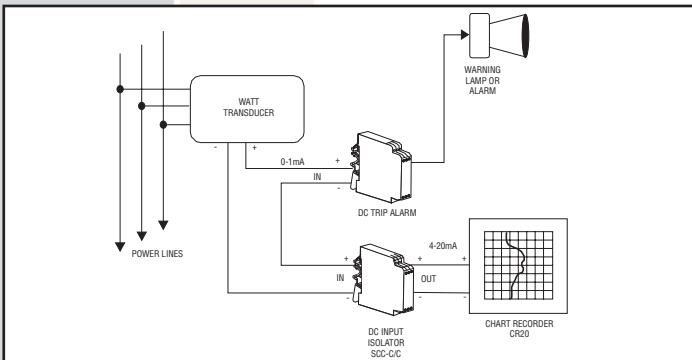 WARNING
LAMP OR
ALARM
WATT
TRANSDUCER
-
+
0-1mA
+
IN
-
DC TRIP ALARM
POWER LINES
+
IN
-
4-20mA
+
+
OUT
-
-
DC INPUT
ISOLATOR
SCC-C/C
CHART RECORDER
CR20